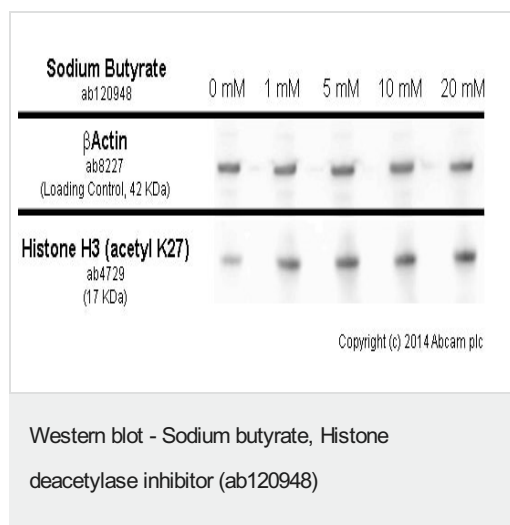 Sodium Butyrate
ab120948
0 mM 1 mM 5 mM 10 mM 20 mM
βActin
ab8227
(Loading Control, 42 KDa)
Histone H3 (acetyl K27)
ab4729
(17 KDa)
Copyright (c) 2014 Abcam plc
Western blot - Sodium butyrate, Histone
deacetylase inhibitor (ab120948)